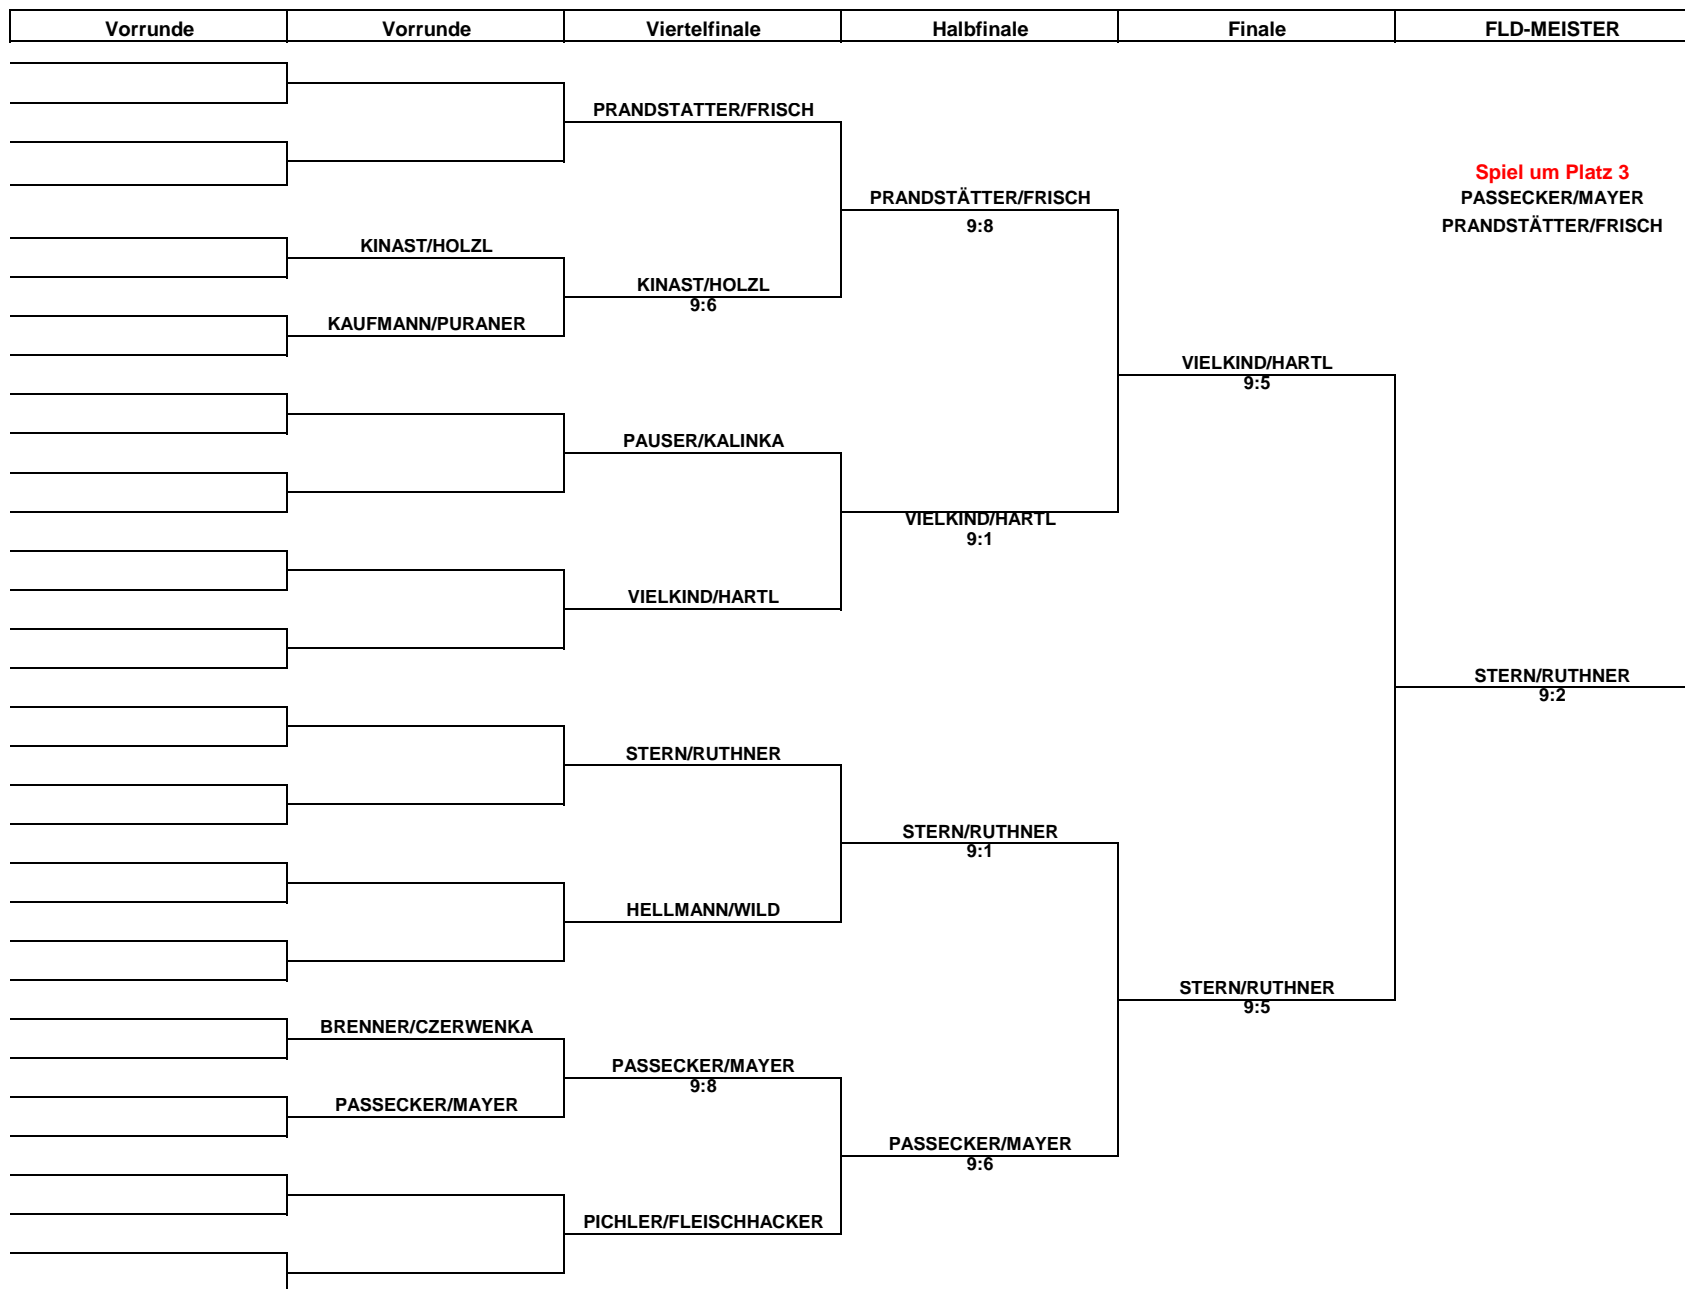 Vorrunde Vorrunde Viertelfinale Halbfinale Finale FLD-MEISTER
PRANDSTATTER/FRISCH
Spiel um Platz 3
PRANDSTÄTTER/FRISCH PASSECKER/MAYER
9:8 PRANDSTÄTTER/FRISCH
KINAST/HOLZL
KINAST/HOLZL
9:6
KAUFMANN/PURANER
VIELKIND/HARTL
9:5
PAUSER/KALINKA
VIELKIND/HARTL
9:1
VIELKIND/HARTL
STERN/RUTHNER
9:2
STERN/RUTHNER
STERN/RUTHNER
9:1
HELLMANN/WILD
STERN/RUTHNER
9:5
BRENNER/CZERWENKA
PASSECKER/MAYER
9:8
PASSECKER/MAYER
PASSECKER/MAYER
9:6
PICHLER/FLEISCHHACKER